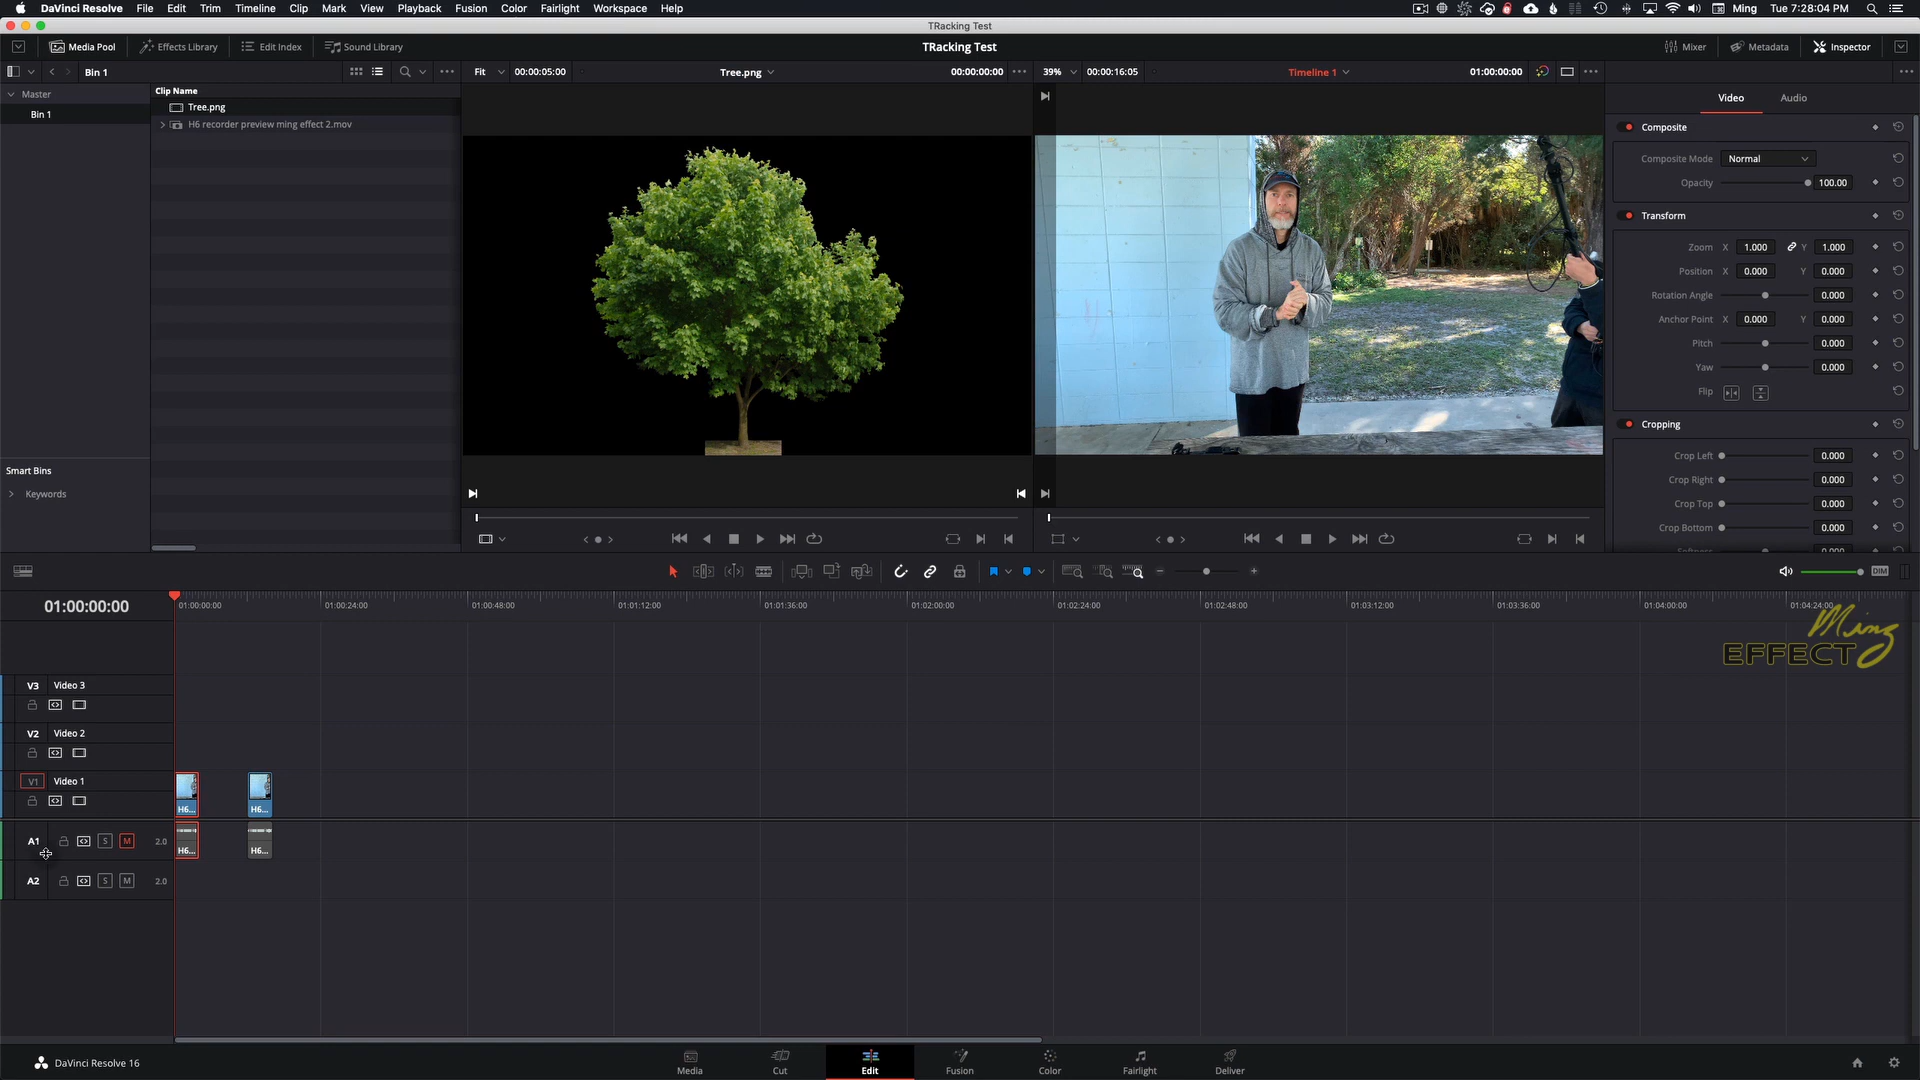 DaVinci Resolve File Edit Trim Timeline Clip Mark View Playback Fusion Color Fairlight Workspace Help Ming Tue 7:28:04 PM
TRacking Test
Media Pool Effects Library Edit Index Sound Library TRacking Test Mixer Metadata Inspector
Bin 1 Fit 00:00:05:00 Tree.png 00:00:00:00 39% 00:00:16:05 Timeline 1 01:00:00:00
Master
Bin 1
Clip Name
Tree.png
H6 recorder preview ming effect 2.mov
Smart Bins
Keywords
Video Audio
Composite
Composite Mode Normal
Opacity 100.00
Transform
Zoom X 1.000 Y 1.000
Position X 0.000 Y 0.000
Rotation Angle 0.000
Anchor Point X 0.000 Y 0.000
Pitch 0.000
Yaw 0.000
Flip
Cropping
Crop Left 0.000
Crop Right 0.000
Crop Top 0.000
Crop Bottom 0.000
DIM
01:00:00:00 01:00:00:00 01:00:24:00 01:00:48:00 01:01:12:00 01:01:36:00 01:02:00:00 01:02:24:00 01:02:48:00 01:03:12:00 01:03:36:00 01:04:00:00 01:04:24:00
Ming
EFFECT
V3 Video 3
V2 Video 2
V1 Video 1
H6... H6...
A1 S M 2.0
H6... H6...
A2 S M 2.0
DaVinci Resolve 16 Media Cut Edit Fusion Color Fairlight Deliver